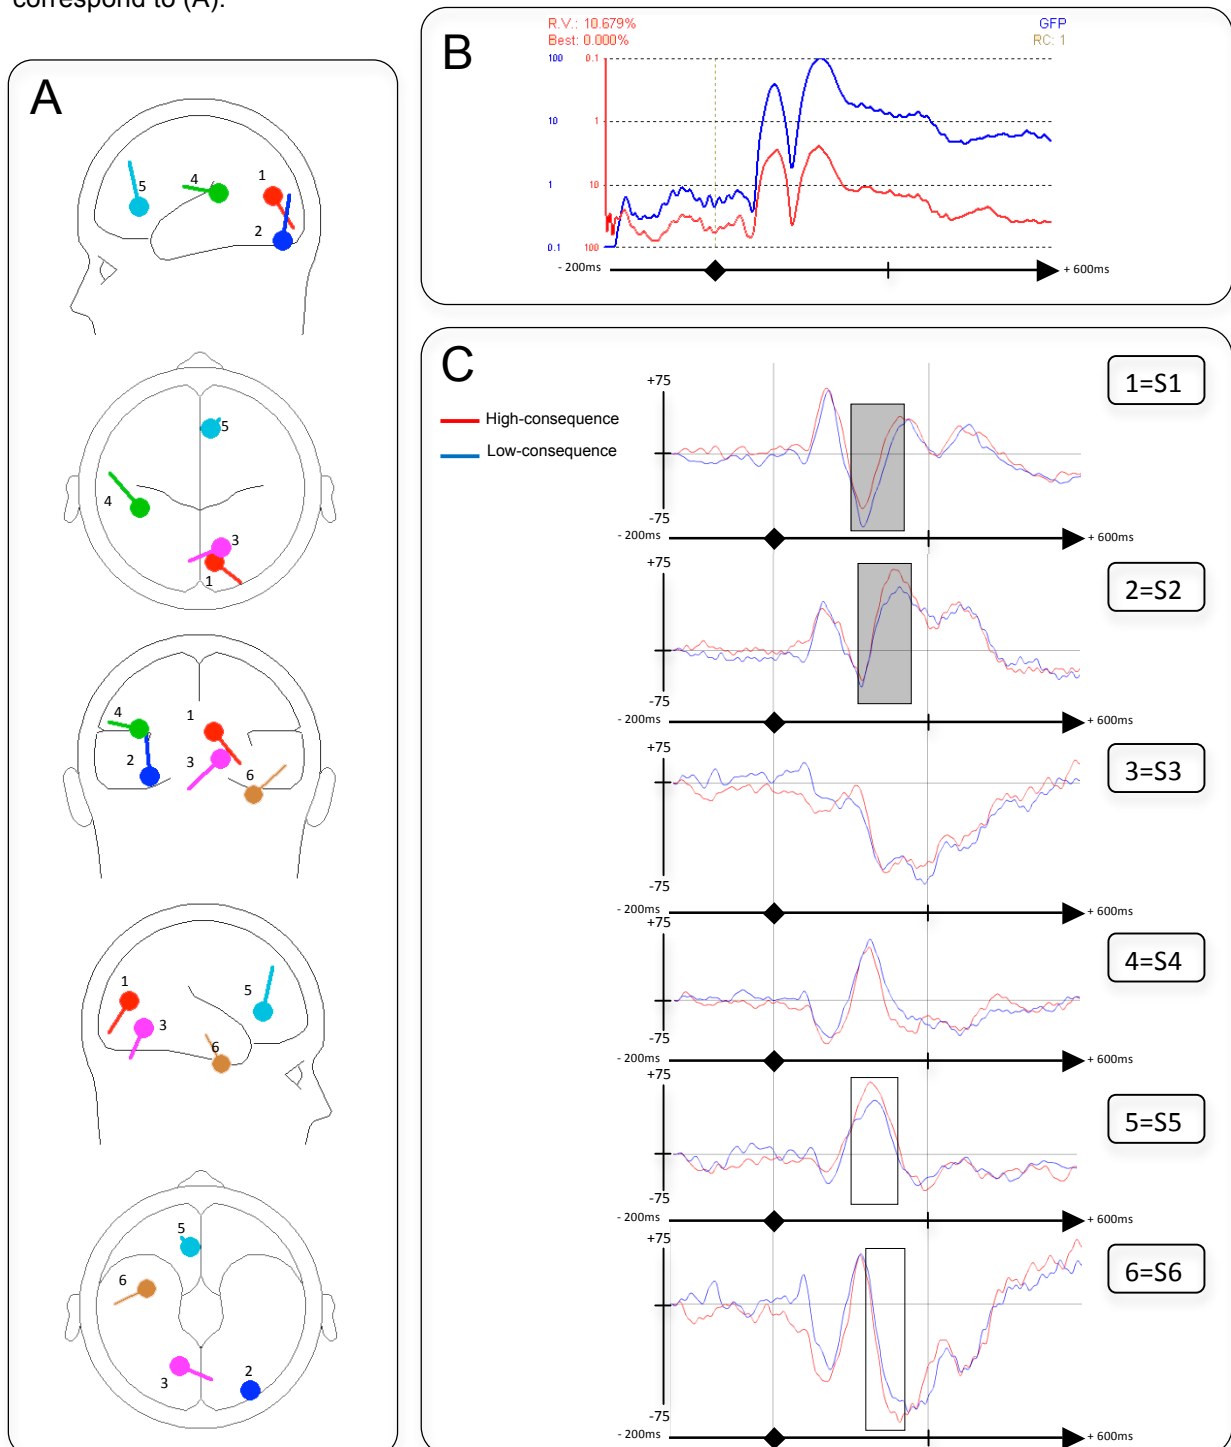 correspond to (A).
A
5
4
1
2
5
4
3
1
4
1
2
3
6
1
3
5
6
5
6
3
2
B
R.V.: 10.679%
Best: 0.000%
GFP
RC: 1
100 0.1
10 1
1 10
0.1 100
- 200ms + 600ms
C
High-consequence
Low-consequence
+75
-75
- 200ms + 600ms
1=S1
+75
-75
- 200ms + 600ms
2=S2
+75
-75
- 200ms + 600ms
3=S3
+75
-75
- 200ms + 600ms
4=S4
+75
-75
- 200ms + 600ms
5=S5
+75
-75
- 200ms + 600ms
6=S6